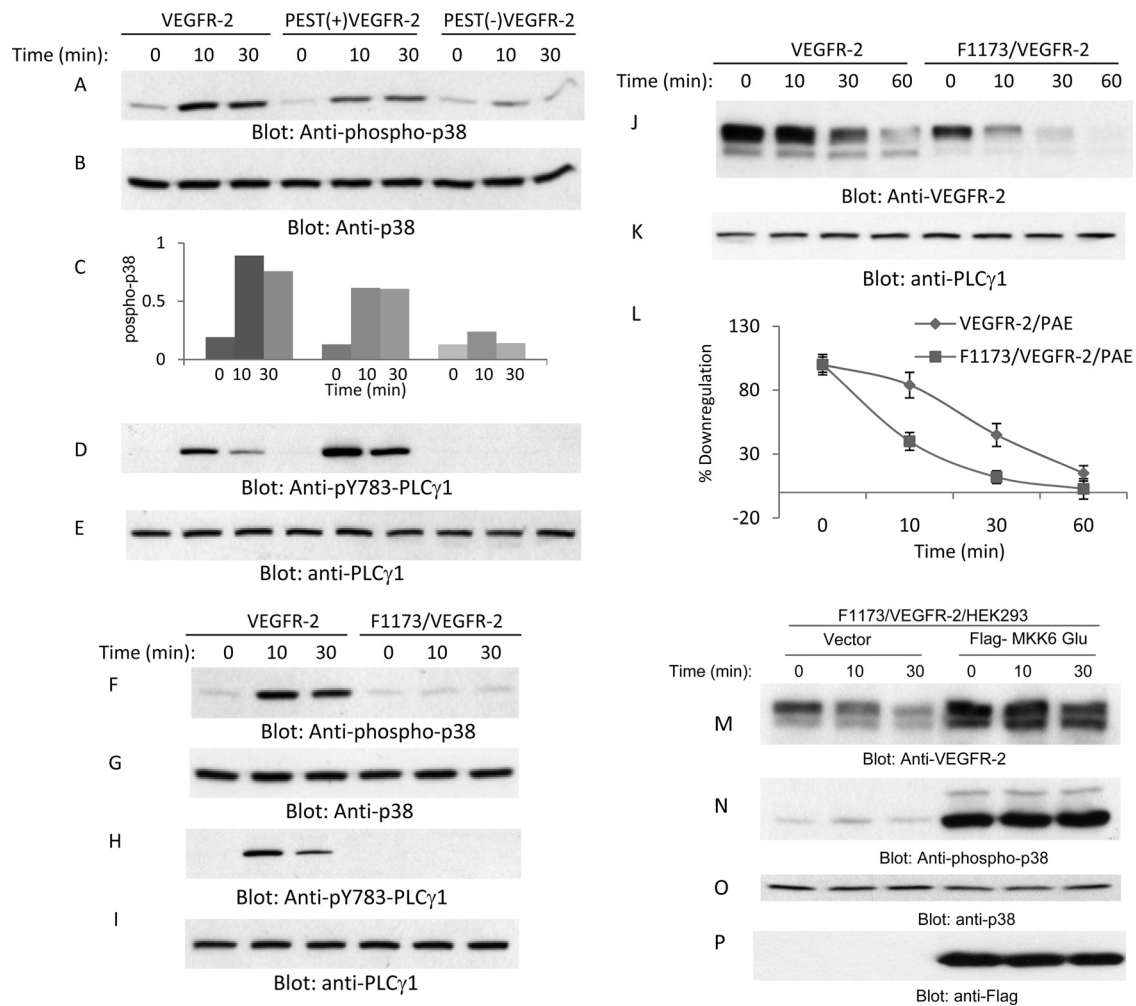 VEGFR-2 PEST(+)VEGFR-2 PEST(-)VEGFR-2
Time (min): 0 10 30 0 10 30 0 10 30
A
Blot: Anti-phospho-p38
B
Blot: Anti-p38
C
pospho-p38
1
0.5
0
0 10 30 0 10 30 0 10 30
Time (min)
D
Blot: Anti-pY783-PLCγ1
E
Blot: anti-PLCγ1
VEGFR-2 F1173/VEGFR-2
Time (min): 0 10 30 0 10 30
F
Blot: Anti-phospho-p38
G
Blot: Anti-p38
H
Blot: Anti-pY783-PLCγ1
I
Blot: anti-PLCγ1
VEGFR-2 F1173/VEGFR-2
Time (min): 0 10 30 60 0 10 30 60
J
Blot: Anti-VEGFR-2
K
Blot: anti-PLCγ1
L
VEGFR-2/PAE
F1173/VEGFR-2/PAE
% Downregulation
130
80
30
-20
0 10 30 60
Time (min)
F1173/VEGFR-2/HEK293
Vector Flag- MKK6 Glu
Time (min): 0 10 30 0 10 30
M
Blot: Anti-VEGFR-2
N
Blot: Anti-phospho-p38
O
Blot: anti-p38
P
Blot: anti-Flag